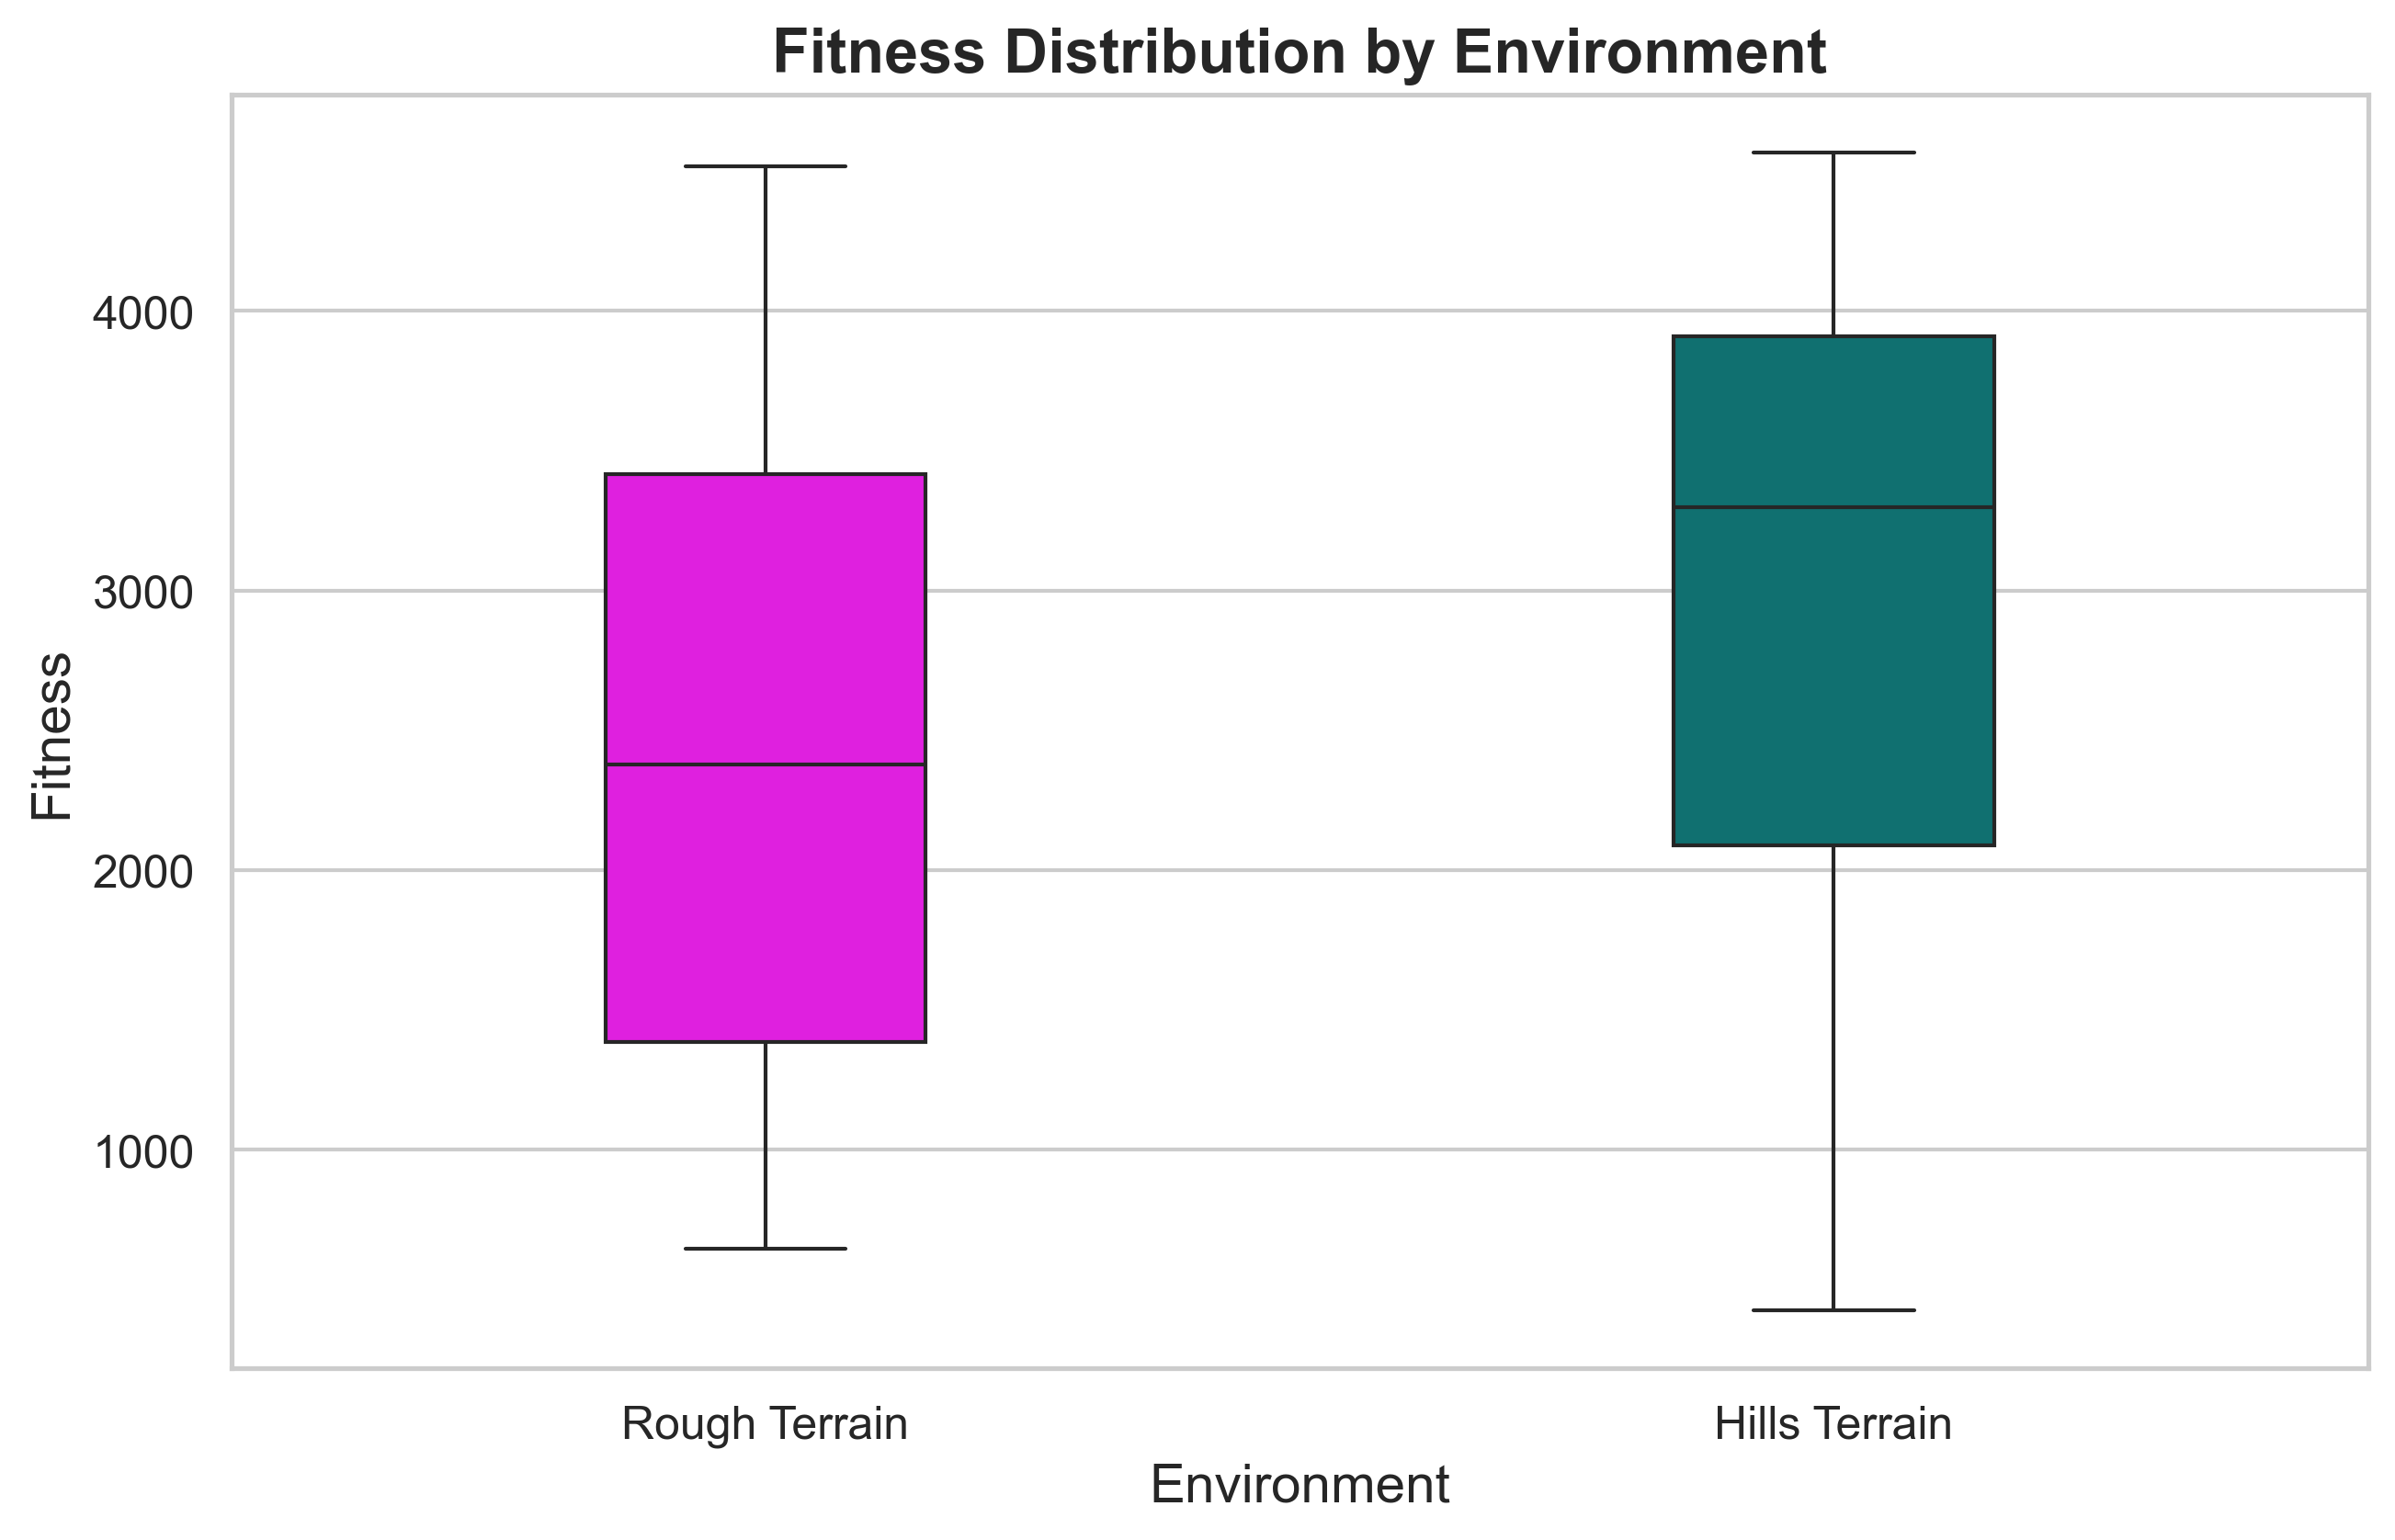 Fitness Distribution by Environment
4000
3000
2000
1000
Fitness
Rough Terrain
Hills Terrain
Environment